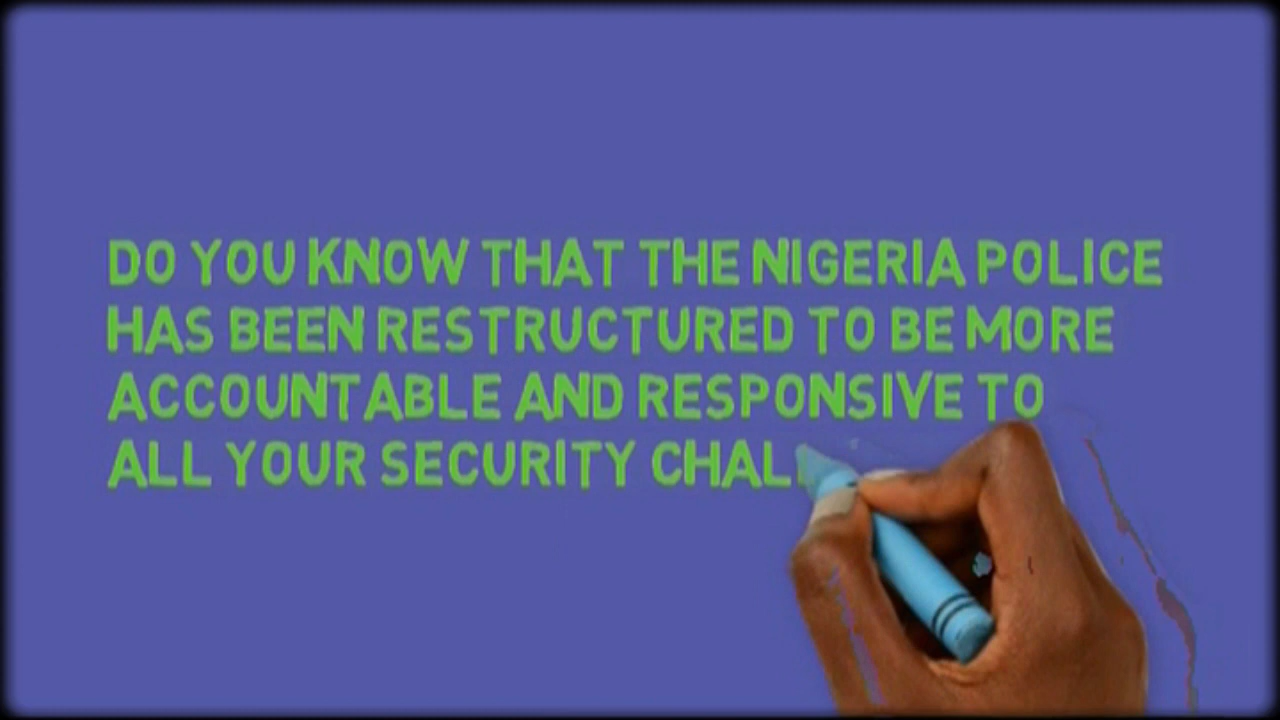 DO YOU KNOW THAT THE NIGERIA POLICE
HAS BEEN RESTRUCTURED TO BE MORE
ACCOUNTABLE AND RESPONSIVE TO
ALL YOUR SECURITY CHAL